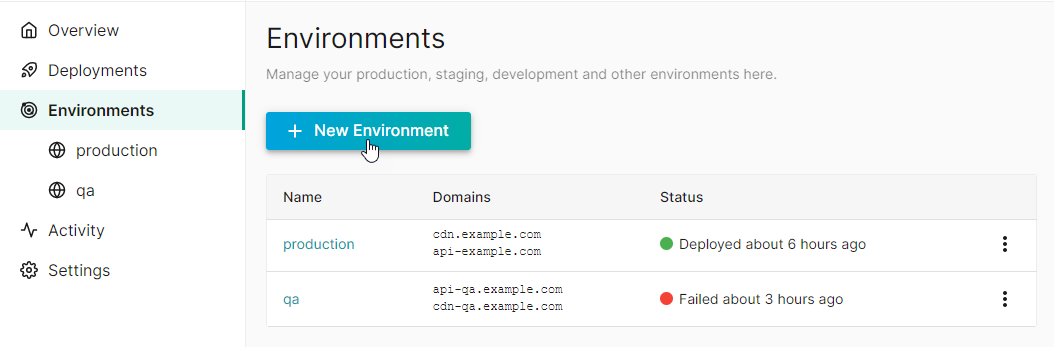 Overview
Deployments
Environments
production
qa
Activity
Settings
Environments
Manage your production, staging, development and other environments here.
+ New Environment
Name Domains Status
production cdn.example.com Deployed about 6 hours ago
api-example.com
qa api-qa.example.com Failed about 3 hours ago
cdn-qa.example.com